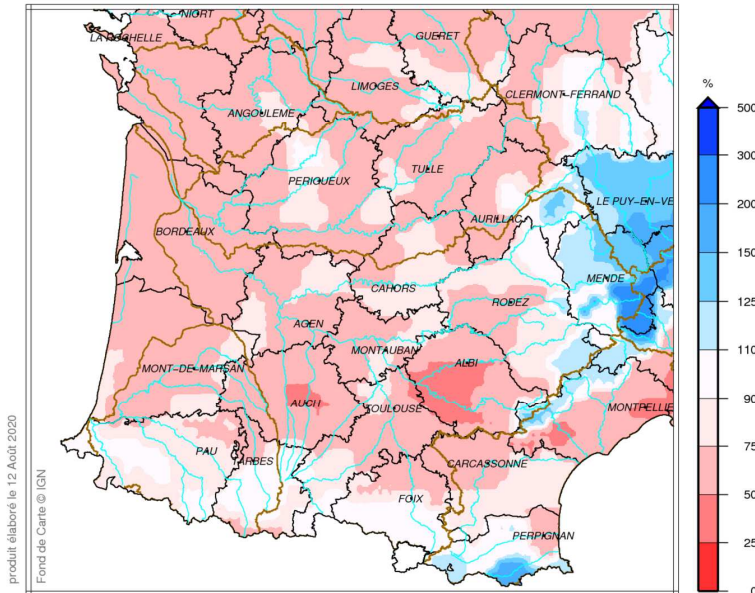 NIORT
LA ROCHELLE
GUERET
%
LIMOGES
CLERMONT-FERRAND
500
ANGOULEME
300
TULLE
PERIGUEUX
200
LE PUY-EN-VE
AURILLAC
BORDEAUX
150
MENDE
CAHORS
125
RODEZ
AGEN
110
MONTAUBAN
ALBI
MONT-DE-MARSAN
90
AUCH
TOULOUSE
MONTPELLIE
75
PAU
TARBES
CARCASSONNE
50
FOIX
PERPIGNAN
25
0
produit élaboré le 12 Août 2020
Fond de Carte © IGN